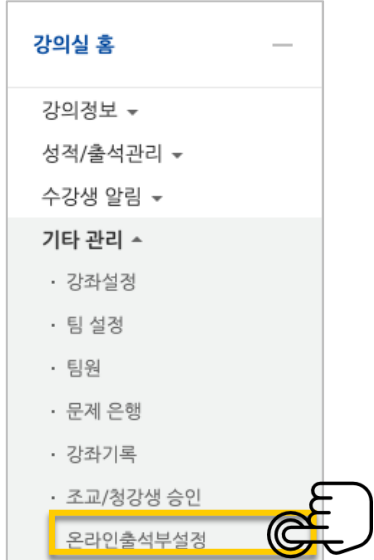 강의실 홈
강의정보
성적/출석관리
수강생 알림
기타 관리
· 강좌설정
· 팀 설정
· 팀원
· 문제 은행
· 강좌기록
· 조교/청강생 승인
온라인출석부설정